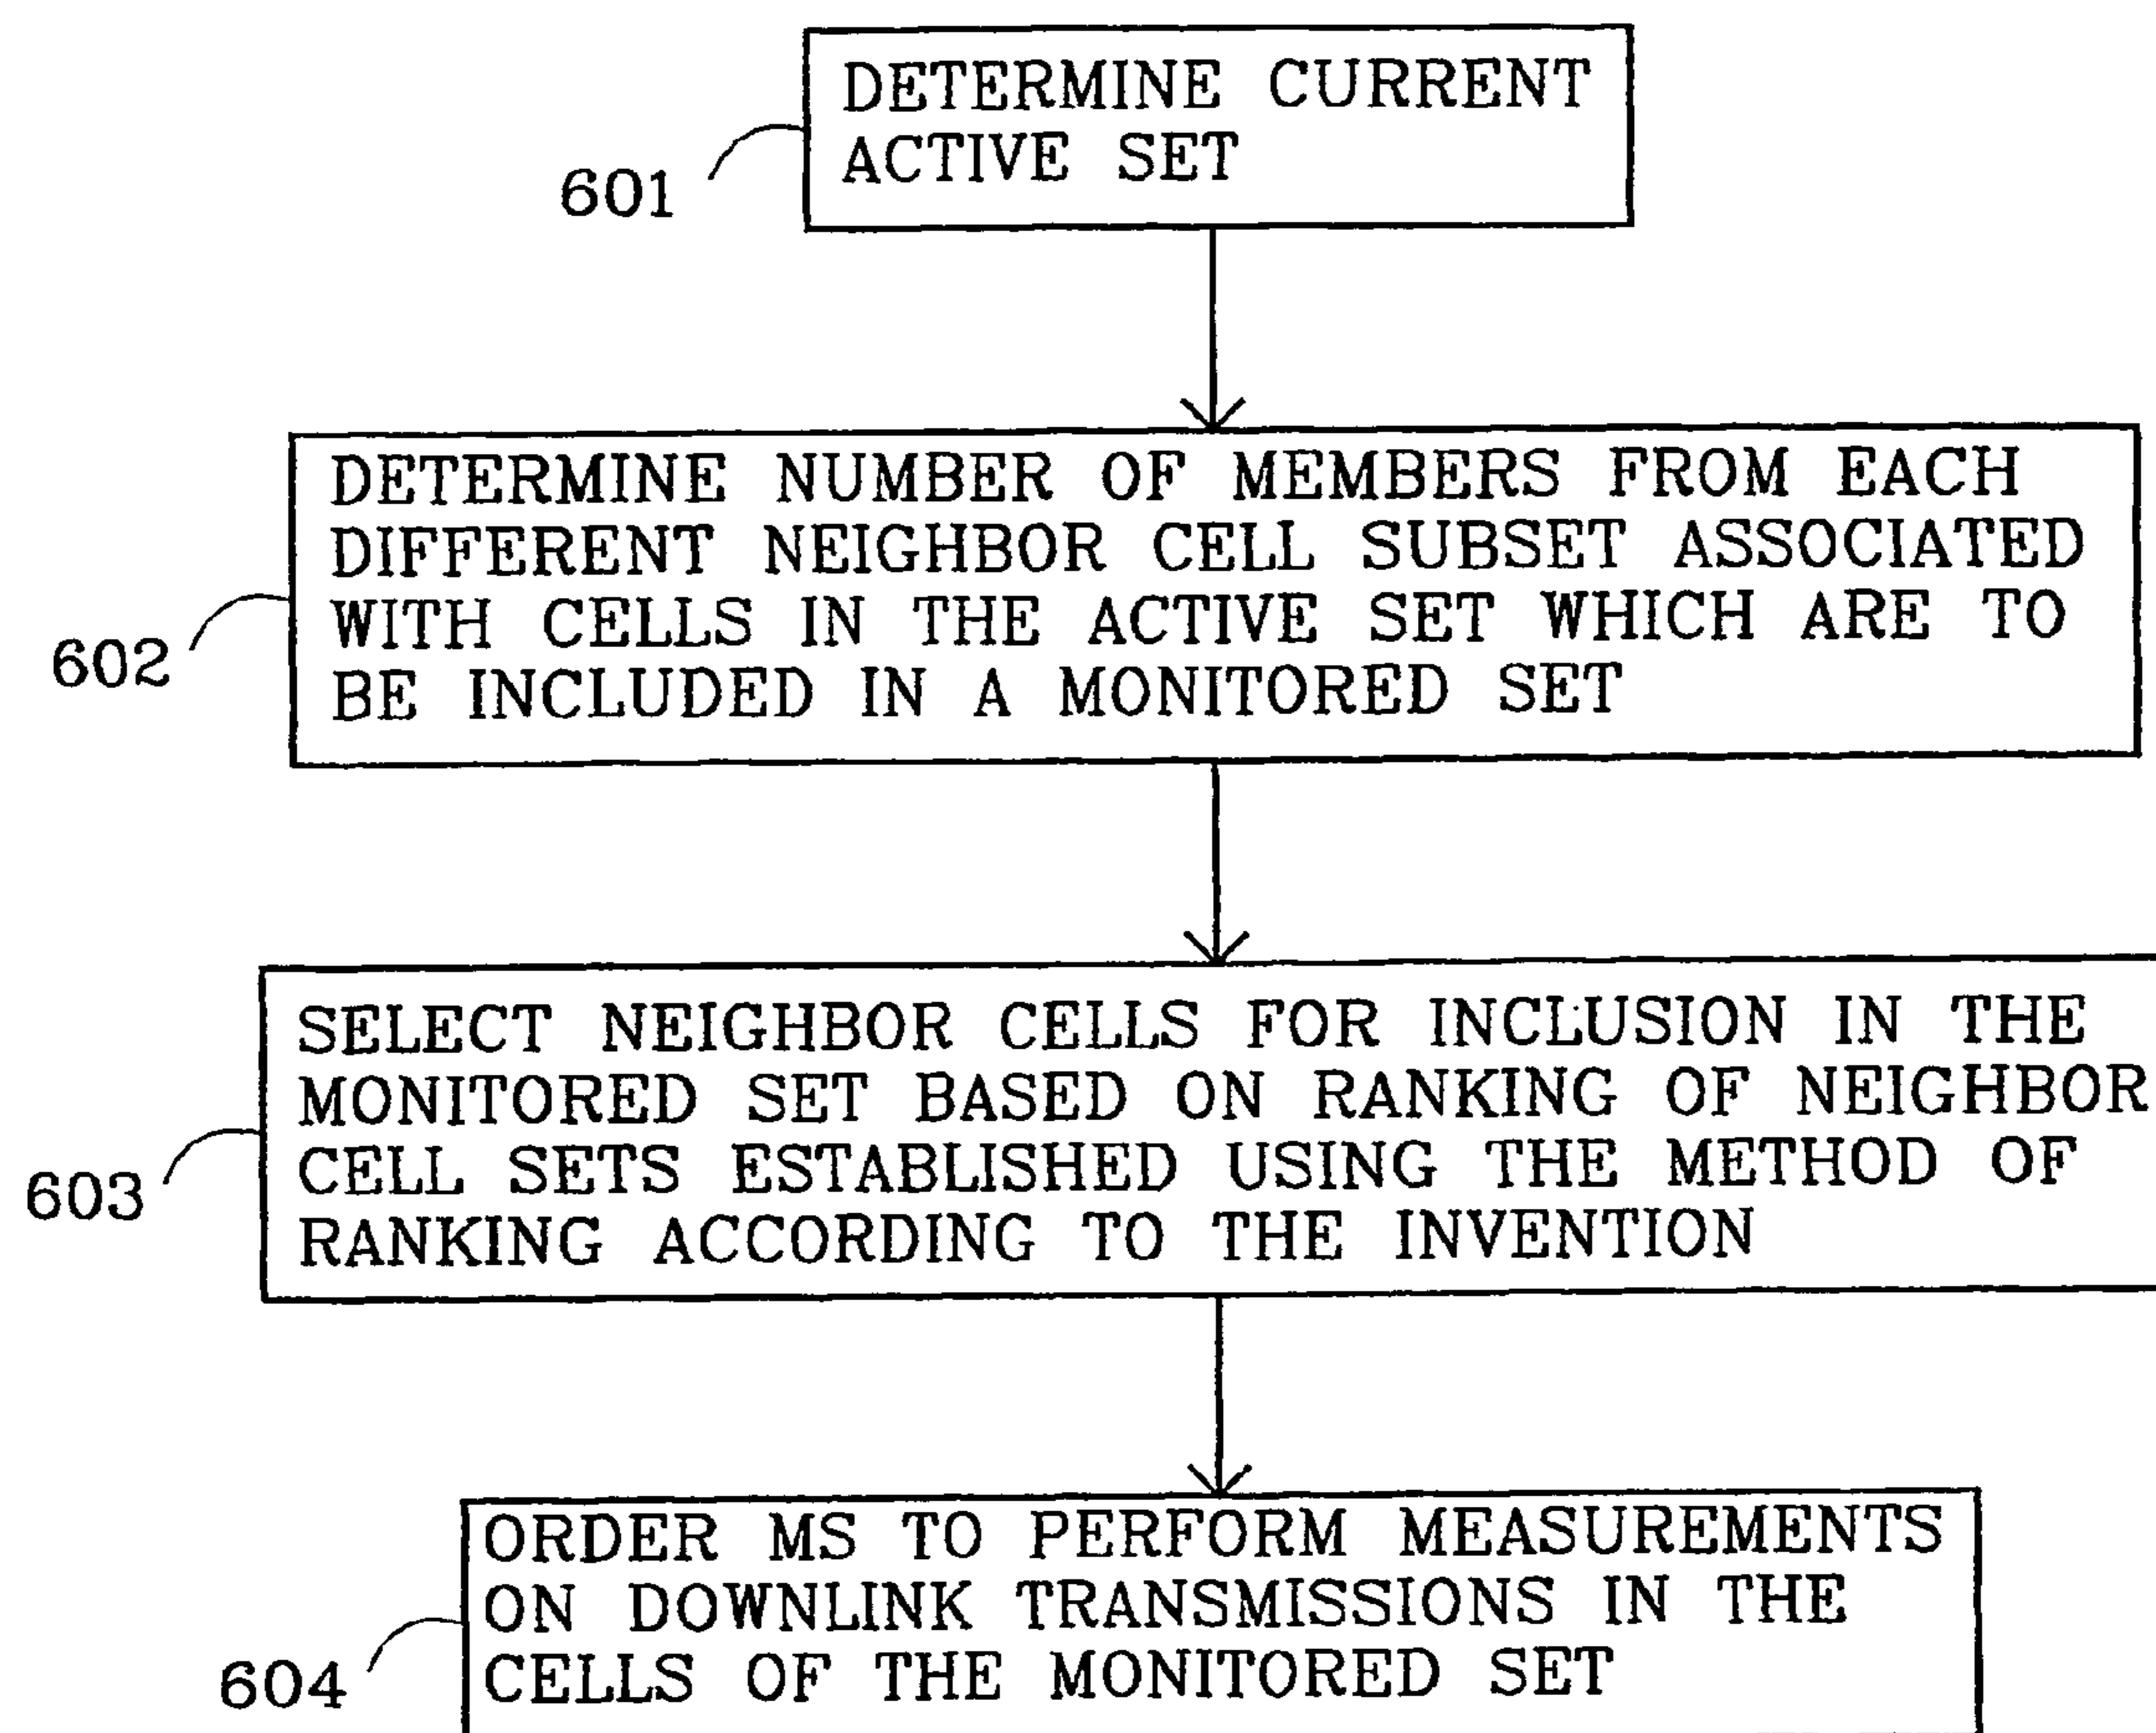 DETERMINE CURRENT
ACTIVE SET
601
DETERMINE NUMBER OF MEMBERS FROM EACH
DIFFERENT NEIGHBOR CELL SUBSET ASSOCIATED
WITH CELLS IN THE ACTIVE SET WHICH ARE TO
BE INCLUDED IN A MONITORED SET
602
SELECT NEIGHBOR CELLS FOR INCLUSION IN THE
MONITORED SET BASED ON RANKING OF NEIGHBOR
CELL SETS ESTABLISHED USING THE METHOD OF
RANKING ACCORDING TO THE INVENTION
603
ORDER MS TO PERFORM MEASUREMENTS
ON DOWNLINK TRANSMISSIONS IN THE
CELLS OF THE MONITORED SET
604